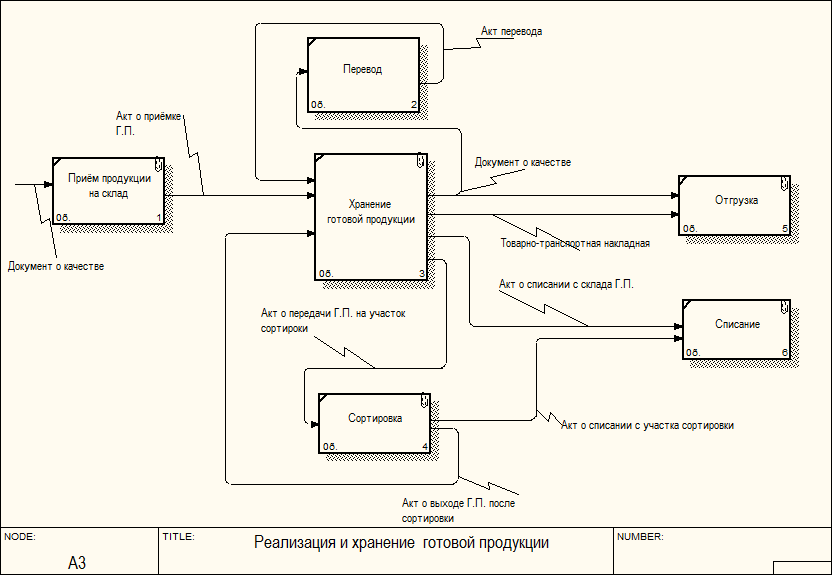 Акт перевода
Перевод
0б.
2
Акт о приёмке
Г.П.
Приём продукции
на склад
0б.
1
Документ о качестве
Документ о качестве
Хранение
готовой продукции
0б.
3
Отгрузка
0б.
5
Товарно-транспортная накладная
Акт о списании с склада Г.П.
Акт о передачи Г.П. на участок
сортироки
Списание
0б.
6
Сортировка
0б.
4
Акт о списании с участка сортировки
Акт о выходе Г.П. после
сортировки
NODE:
A3
TITLE:
Реализация и хранение готовой продукции
NUMBER: